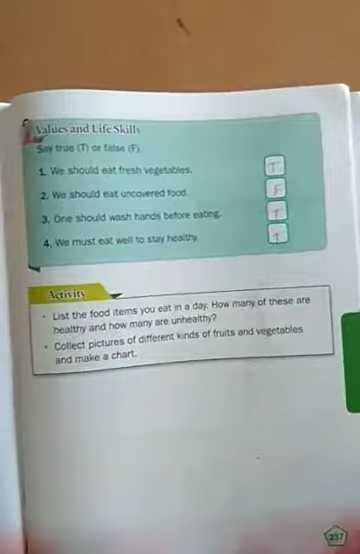 Values and Life Skills
Say true (T) or false (F).
1. We should eat fresh vegetables. T
2. We should eat uncovered food. F
3. One should wash hands before eating. T
4. We must eat well to stay healthy. T
Activity
• List the food items you eat in a day. How many of these are
healthy and how many are unhealthy?
• Collect pictures of different kinds of fruits and vegetables
and make a chart.
237